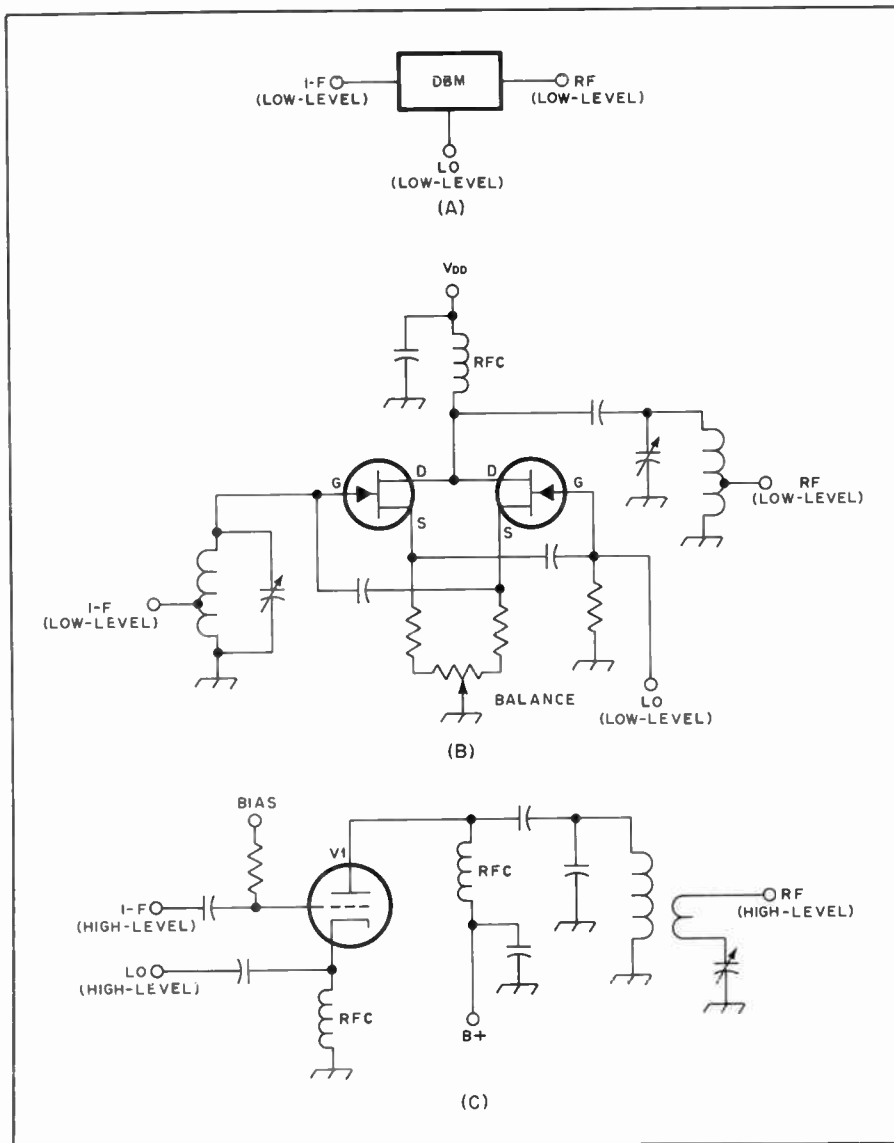 I-F
(LOW-LEVEL)
DBM
RF
(LOW-LEVEL)
LO
(LOW-LEVEL)
(A)
VDD
RFC
G
D
D
G
S
S
RF
(LOW-LEVEL)
I-F
(LOW-LEVEL)
BALANCE
LO
(LOW-LEVEL)
(B)
BIAS
V1
RFC
I-F
(HIGH-LEVEL)
RF
(HIGH-LEVEL)
LO
(HIGH-LEVEL)
RFC
B+
(C)